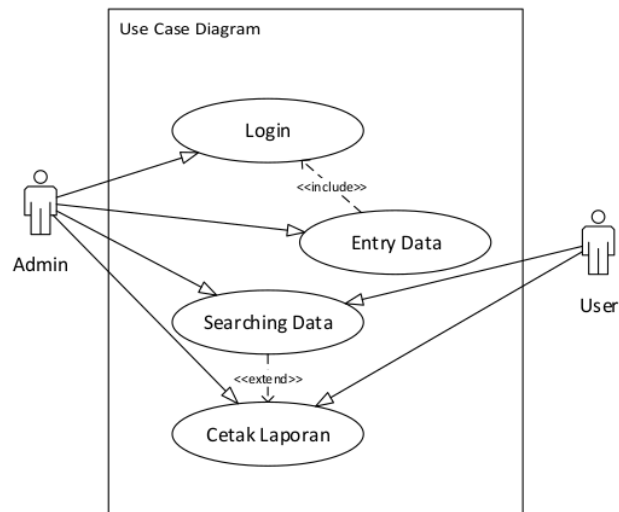 Use Case Diagram
Login
<<include>>
Entry Data
Admin
User
Searching Data
<<extend>>
Cetak Laporan